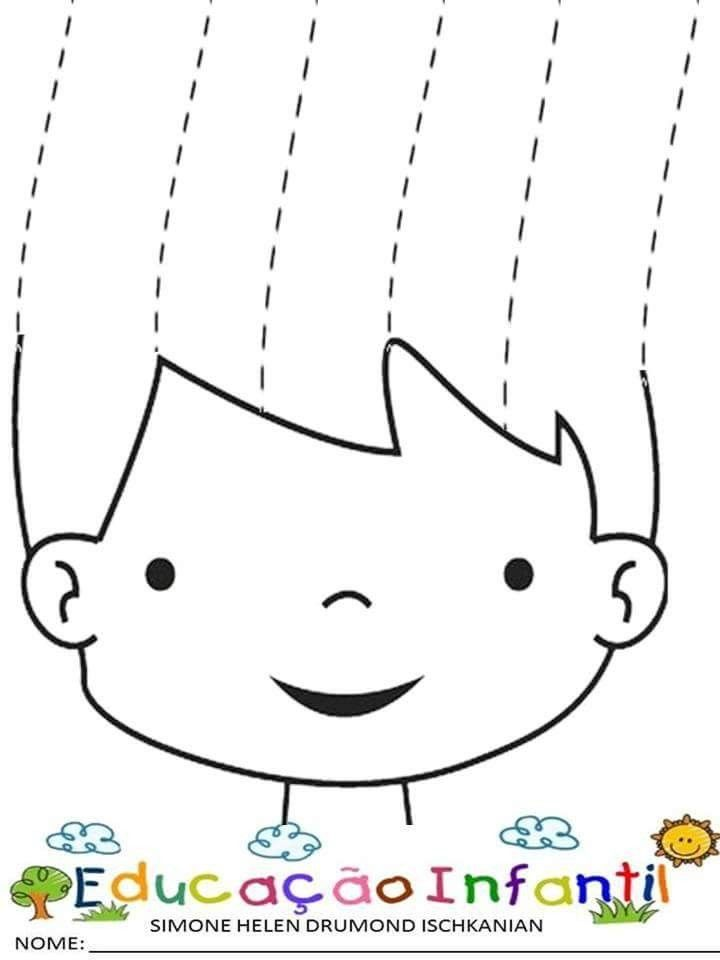 Educação Infantil
SIMONE HELEN DRUMOND ISCHKANIAN
NOME: